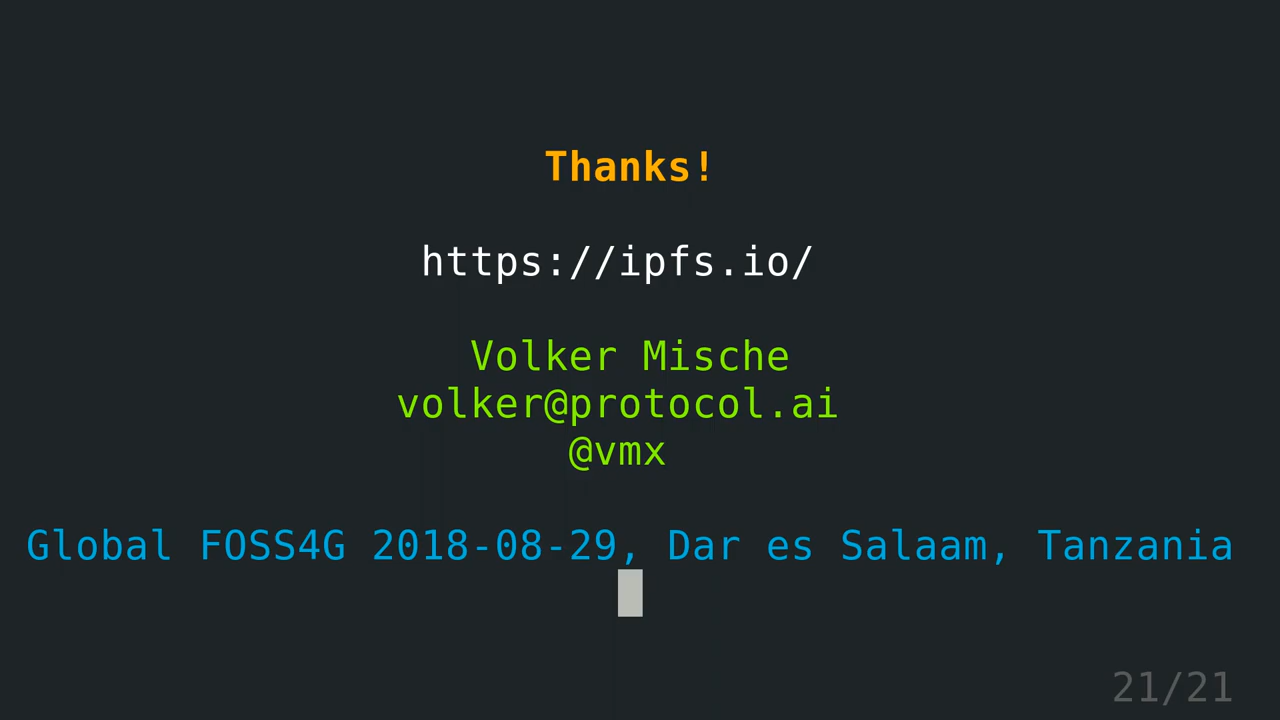 Thanks!
https://ipfs.io/
Volker Mische
volker@protocol.ai
@vmx
Global FOSS4G 2018-08-29, Dar es Salaam, Tanzania
21/21